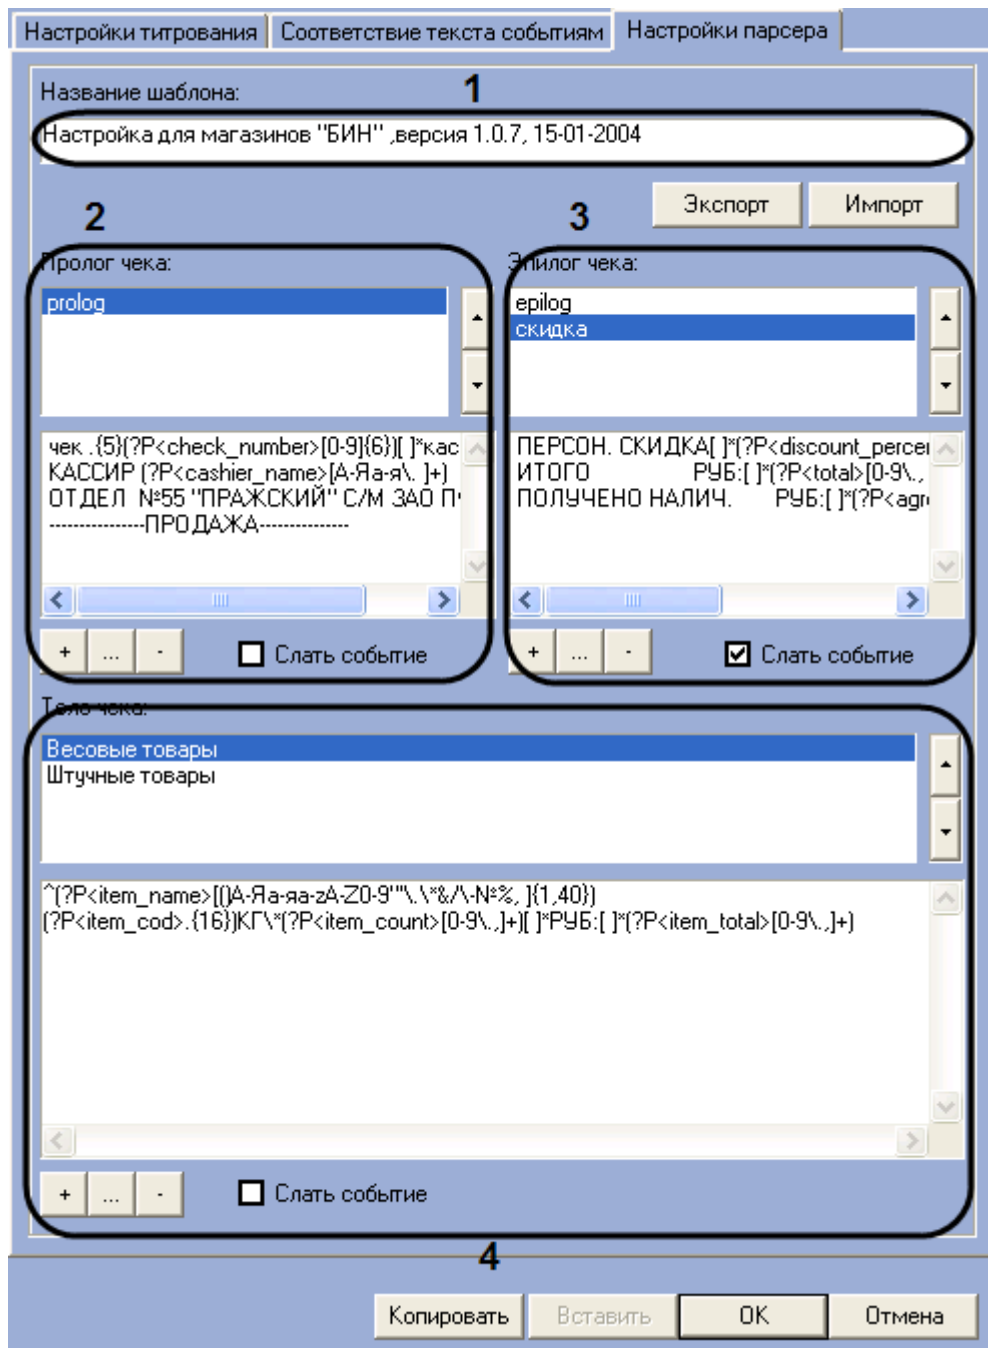 Настройки титрования
Соответствие текста событиям
Настройки парсера
Название шаблона:
1
Настройка для магазинов "БИН" ,версия 1.0.7, 15-01-2004
Экспорт
Импорт
2
3
Пролог чека:
prolog
чек .{5}(?P<check_number>[0-9]{6})[ ]*кас
КАССИР (?P<cashier_name>[А-Яа-я\. ]+)
ОТДЕЛ №55 "ПРАЖСКИЙ" С/М ЗАО П
----------------ПРОДАЖА---------------
+
...
-
Слать событие
Эпилог чека:
epilog
скидка
ПЕРСОН. СКИДКА[ ]*(?P<discount_percer
ИТОГО РУБ:[ ]*(?P<total>[0-9\.,
ПОЛУЧЕНО НАЛИЧ. РУБ:[ ]*(?P<agr
+
...
-
Слать событие
Тело чека:
Весовые товары
Штучные товары
^(?P<item_name>[()А-Яа-яa-zA-Z0-9'"\.\*&/\-№%, ]{1,40})
(?P<item_cod>.{16})КГ\*(?P<item_count>[0-9\.,]+)[ ]*РУБ:[ ]*(?P<item_total>[0-9\.,]+)
+
...
-
Слать событие
4
Копировать
Вставить
OK
Отмена